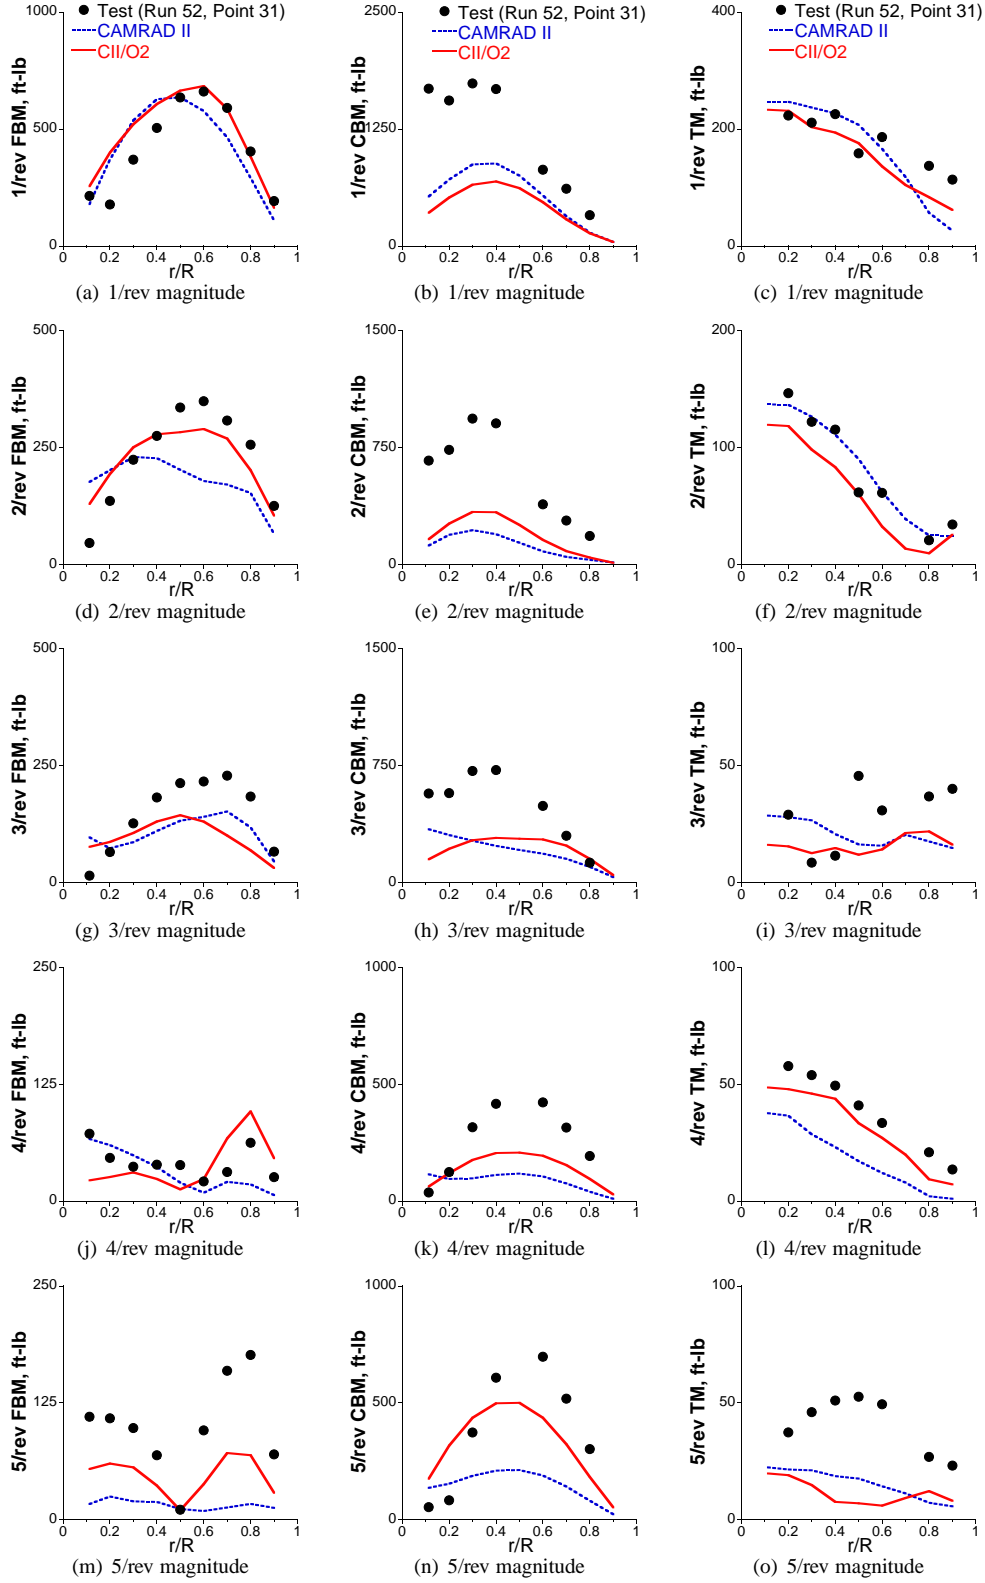 1/rev FBM, ft-lb
1000
500
0
Test (Run 52, Point 31)
CAMRAD II
CII/O2
0 0.2 0.4 0.6 0.8 1
r/R
(a) 1/rev magnitude
1/rev CBM, ft-lb
2500
1250
0
Test (Run 52, Point 31)
CAMRAD II
CII/O2
0 0.2 0.4 0.6 0.8 1
r/R
(b) 1/rev magnitude
1/rev TM, ft-lb
400
200
0
Test (Run 52, Point 31)
CAMRAD II
CII/O2
0 0.2 0.4 0.6 0.8 1
r/R
(c) 1/rev magnitude
2/rev FBM, ft-lb
500
250
0
0 0.2 0.4 0.6 0.8 1
r/R
(d) 2/rev magnitude
2/rev CBM, ft-lb
1500
750
0
0 0.2 0.4 0.6 0.8 1
r/R
(e) 2/rev magnitude
2/rev TM, ft-lb
200
100
0
0 0.2 0.4 0.6 0.8 1
r/R
(f) 2/rev magnitude
3/rev FBM, ft-lb
500
250
0
0 0.2 0.4 0.6 0.8 1
r/R
(g) 3/rev magnitude
3/rev CBM, ft-lb
1500
750
0
0 0.2 0.4 0.6 0.8 1
r/R
(h) 3/rev magnitude
3/rev TM, ft-lb
100
50
0
0 0.2 0.4 0.6 0.8 1
r/R
(i) 3/rev magnitude
4/rev FBM, ft-lb
250
125
0
0 0.2 0.4 0.6 0.8 1
r/R
(j) 4/rev magnitude
4/rev CBM, ft-lb
1000
500
0
0 0.2 0.4 0.6 0.8 1
r/R
(k) 4/rev magnitude
4/rev TM, ft-lb
100
50
0
0 0.2 0.4 0.6 0.8 1
r/R
(l) 4/rev magnitude
5/rev FBM, ft-lb
250
125
0
0 0.2 0.4 0.6 0.8 1
r/R
(m) 5/rev magnitude
5/rev CBM, ft-lb
1000
500
0
0 0.2 0.4 0.6 0.8 1
r/R
(n) 5/rev magnitude
5/rev TM, ft-lb
100
50
0
0 0.2 0.4 0.6 0.8 1
r/R
(o) 5/rev magnitude